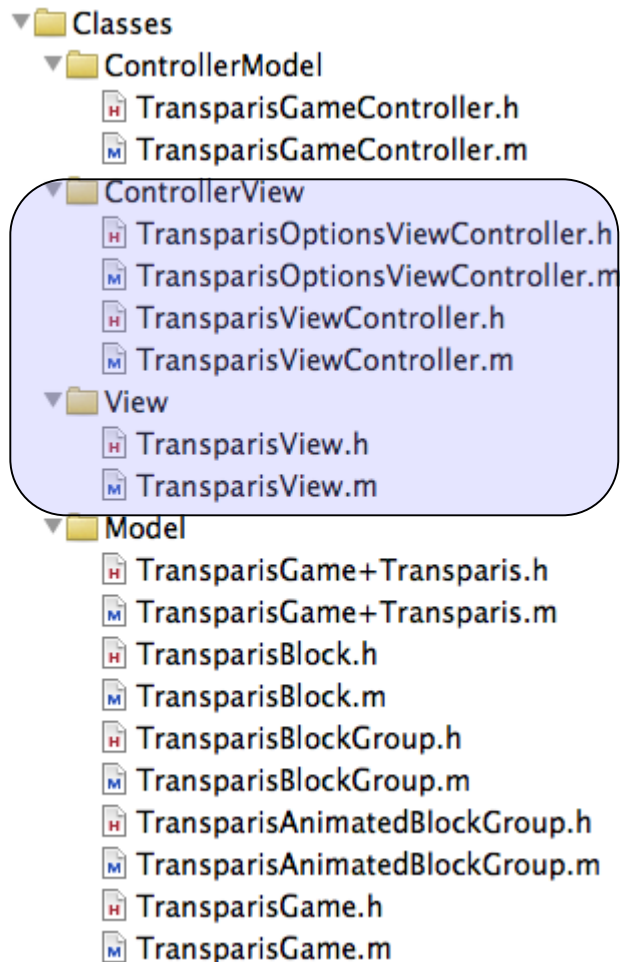 Classes
ControllerModel
H TransparisGameController.h
M TransparisGameController.m
ControllerView
H TransparisOptionsViewController.h
M TransparisOptionsViewController.m
H TransparisViewController.h
M TransparisViewController.m
View
H TransparisView.h
M TransparisView.m
Model
H TransparisGame+Transparis.h
M TransparisGame+Transparis.m
H TransparisBlock.h
M TransparisBlock.m
H TransparisBlockGroup.h
M TransparisBlockGroup.m
H TransparisAnimatedBlockGroup.h
M TransparisAnimatedBlockGroup.m
H TransparisGame.h
M TransparisGame.m